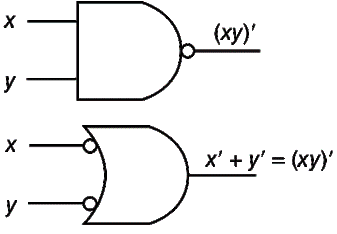 x
(xy)′
y
x
x′ + y′ = (xy)′
y